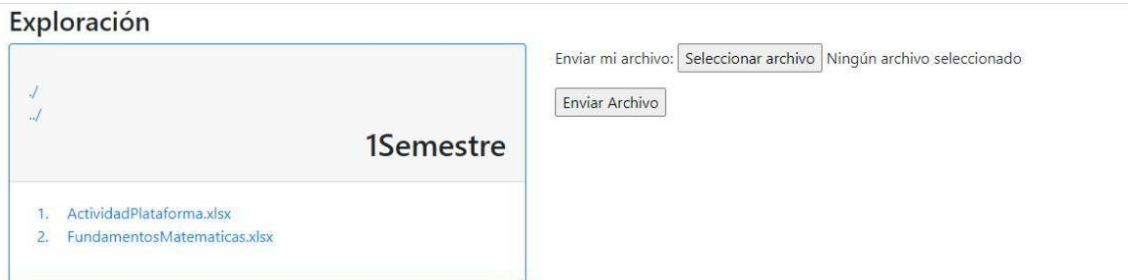 Exploración
./
../
1Semestre
1. ActividadPlataforma.xlsx
2. FundamentosMatematicas.xlsx
Enviar mi archivo: Seleccionar archivo Ningún archivo seleccionado
Enviar Archivo